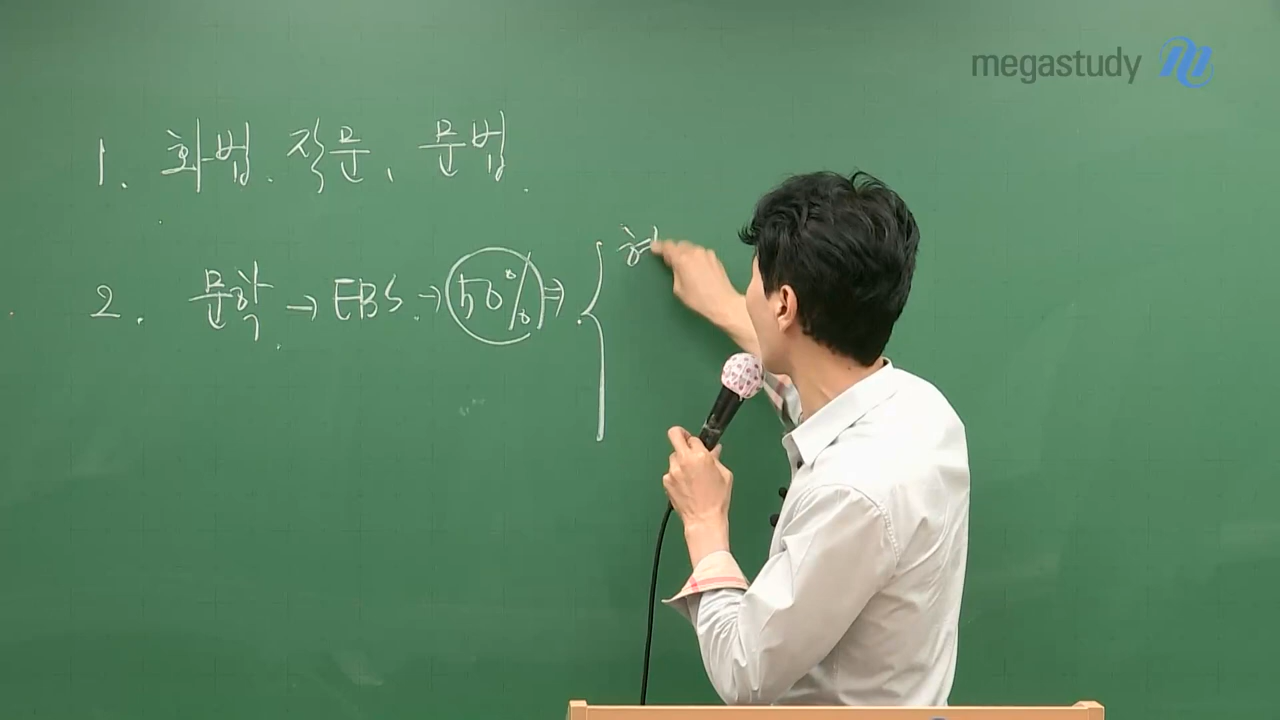 megastudy
1. 화법. 작문, 문법.
2. 문학 → EBS → 50% ⇒ {